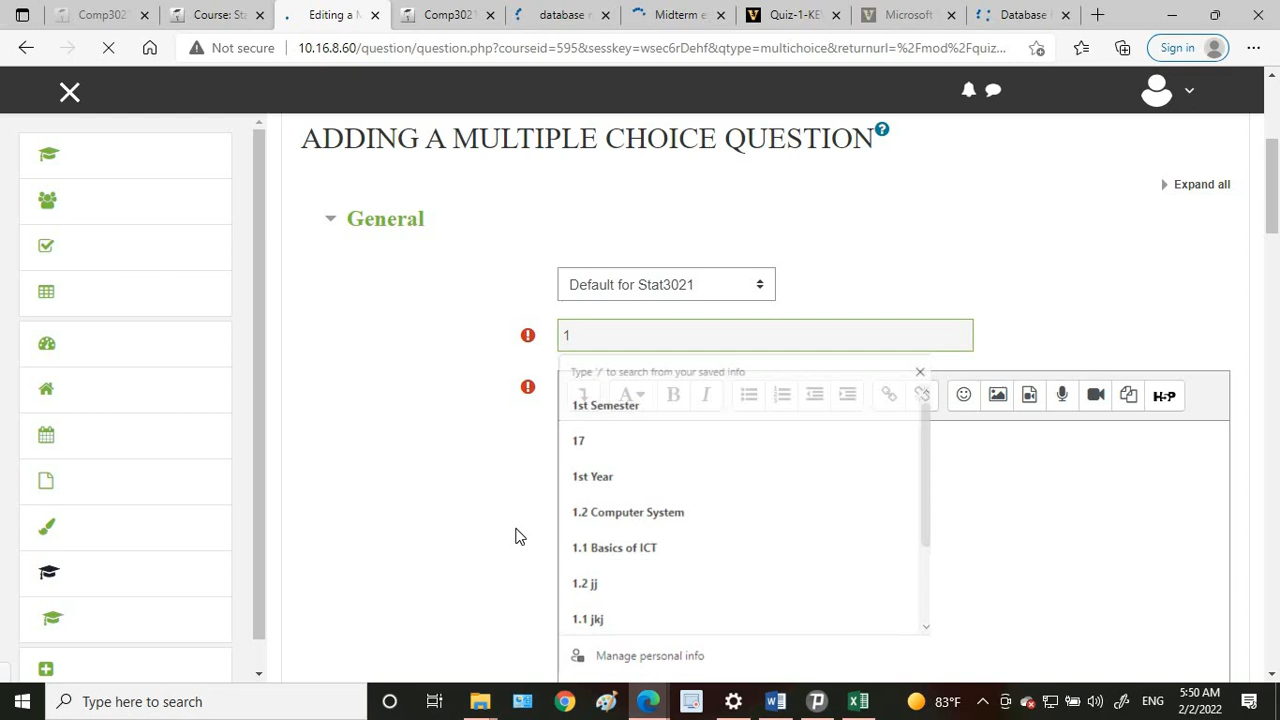 Comp302
Course: St
Editing a M
Comp3021
database r
Midterm e
Quiz-1-KE
Microsoft
Database
Not secure
10.16.8.60/question/question.php?courseid=595&sesskey=wsec6rDehf&qtype=multichoice&returnurl=%2Fmod%2Fquiz...
Sign in
ADDING A MULTIPLE CHOICE QUESTION
Expand all
General
Default for Stat3021
1
Type '/' to search from your saved info
A B I H-P
1st Semester
17
1st Year
1.2 Computer System
1.1 Basics of ICT
1.2 jj
1.1 jkj
Manage personal info
Type here to search
83°F
ENG
5:50 AM
2/2/2022